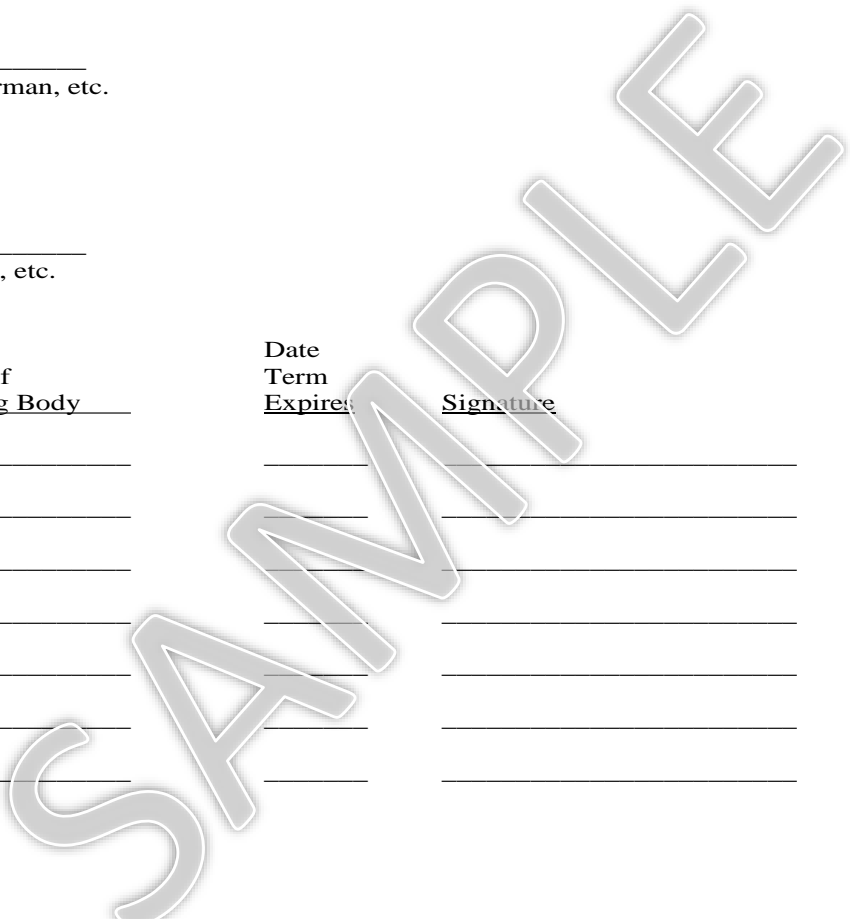 rman, etc.
, etc.
Date
f Term
g Body Expires Signature
SAMPLE